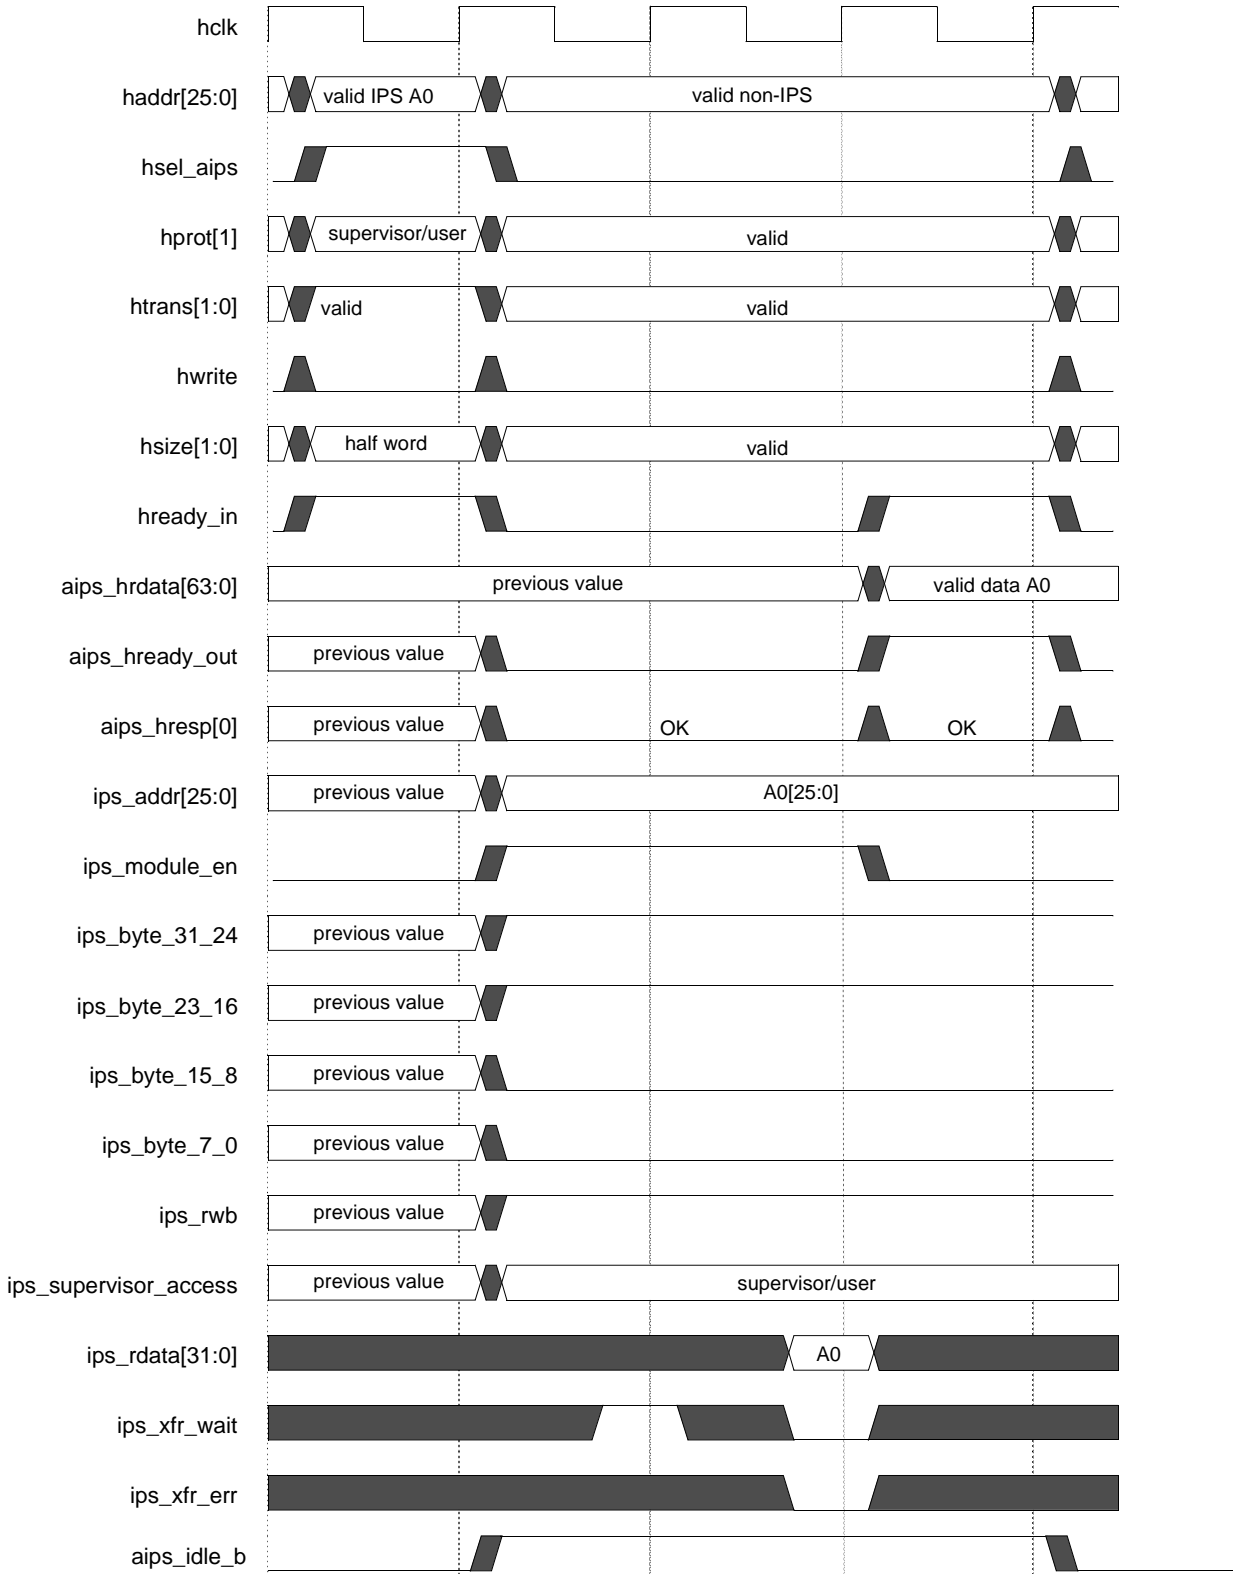 hclk
haddr[25:0] valid IPS A0 valid non-IPS
hsel_aips
hprot[1] supervisor/user valid
htrans[1:0] valid valid
hwrite
hsize[1:0] half word valid
hready_in
aips_hrdata[63:0] previous value valid data A0
aips_hready_out previous value
aips_hresp[0] previous value OK OK
ips_addr[25:0] previous value A0[25:0]
ips_module_en
ips_byte_31_24 previous value
ips_byte_23_16 previous value
ips_byte_15_8 previous value
ips_byte_7_0 previous value
ips_rwb previous value
ips_supervisor_access previous value supervisor/user
ips_rdata[31:0] A0
ips_xfr_wait
ips_xfr_err
aips_idle_b